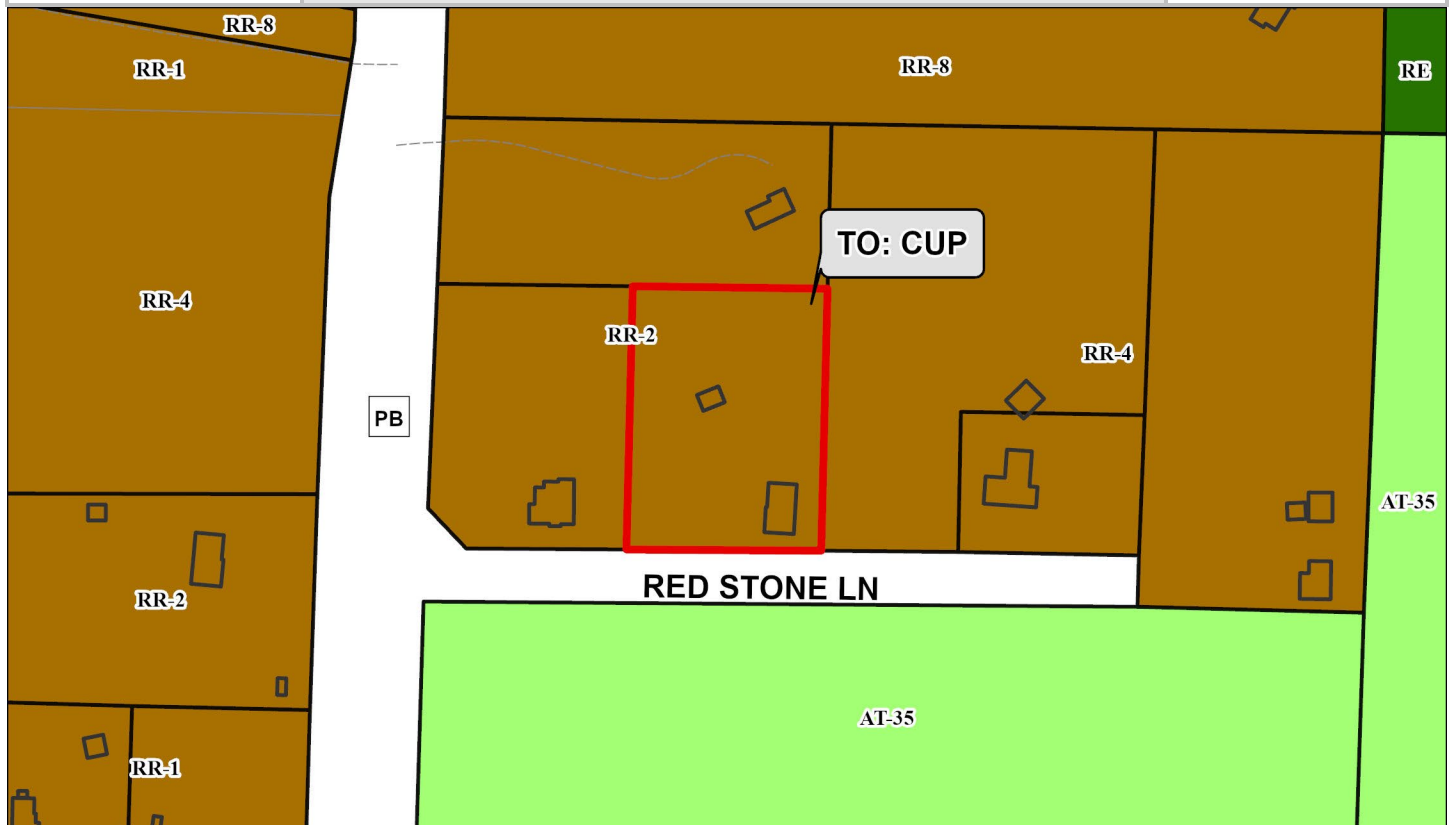 RR-8
RR-1
RR-8
RE
TO: CUP
RR-4
RR-2
RR-4
PB
AT-35
RED STONE LN
RR-2
AT-35
RR-1